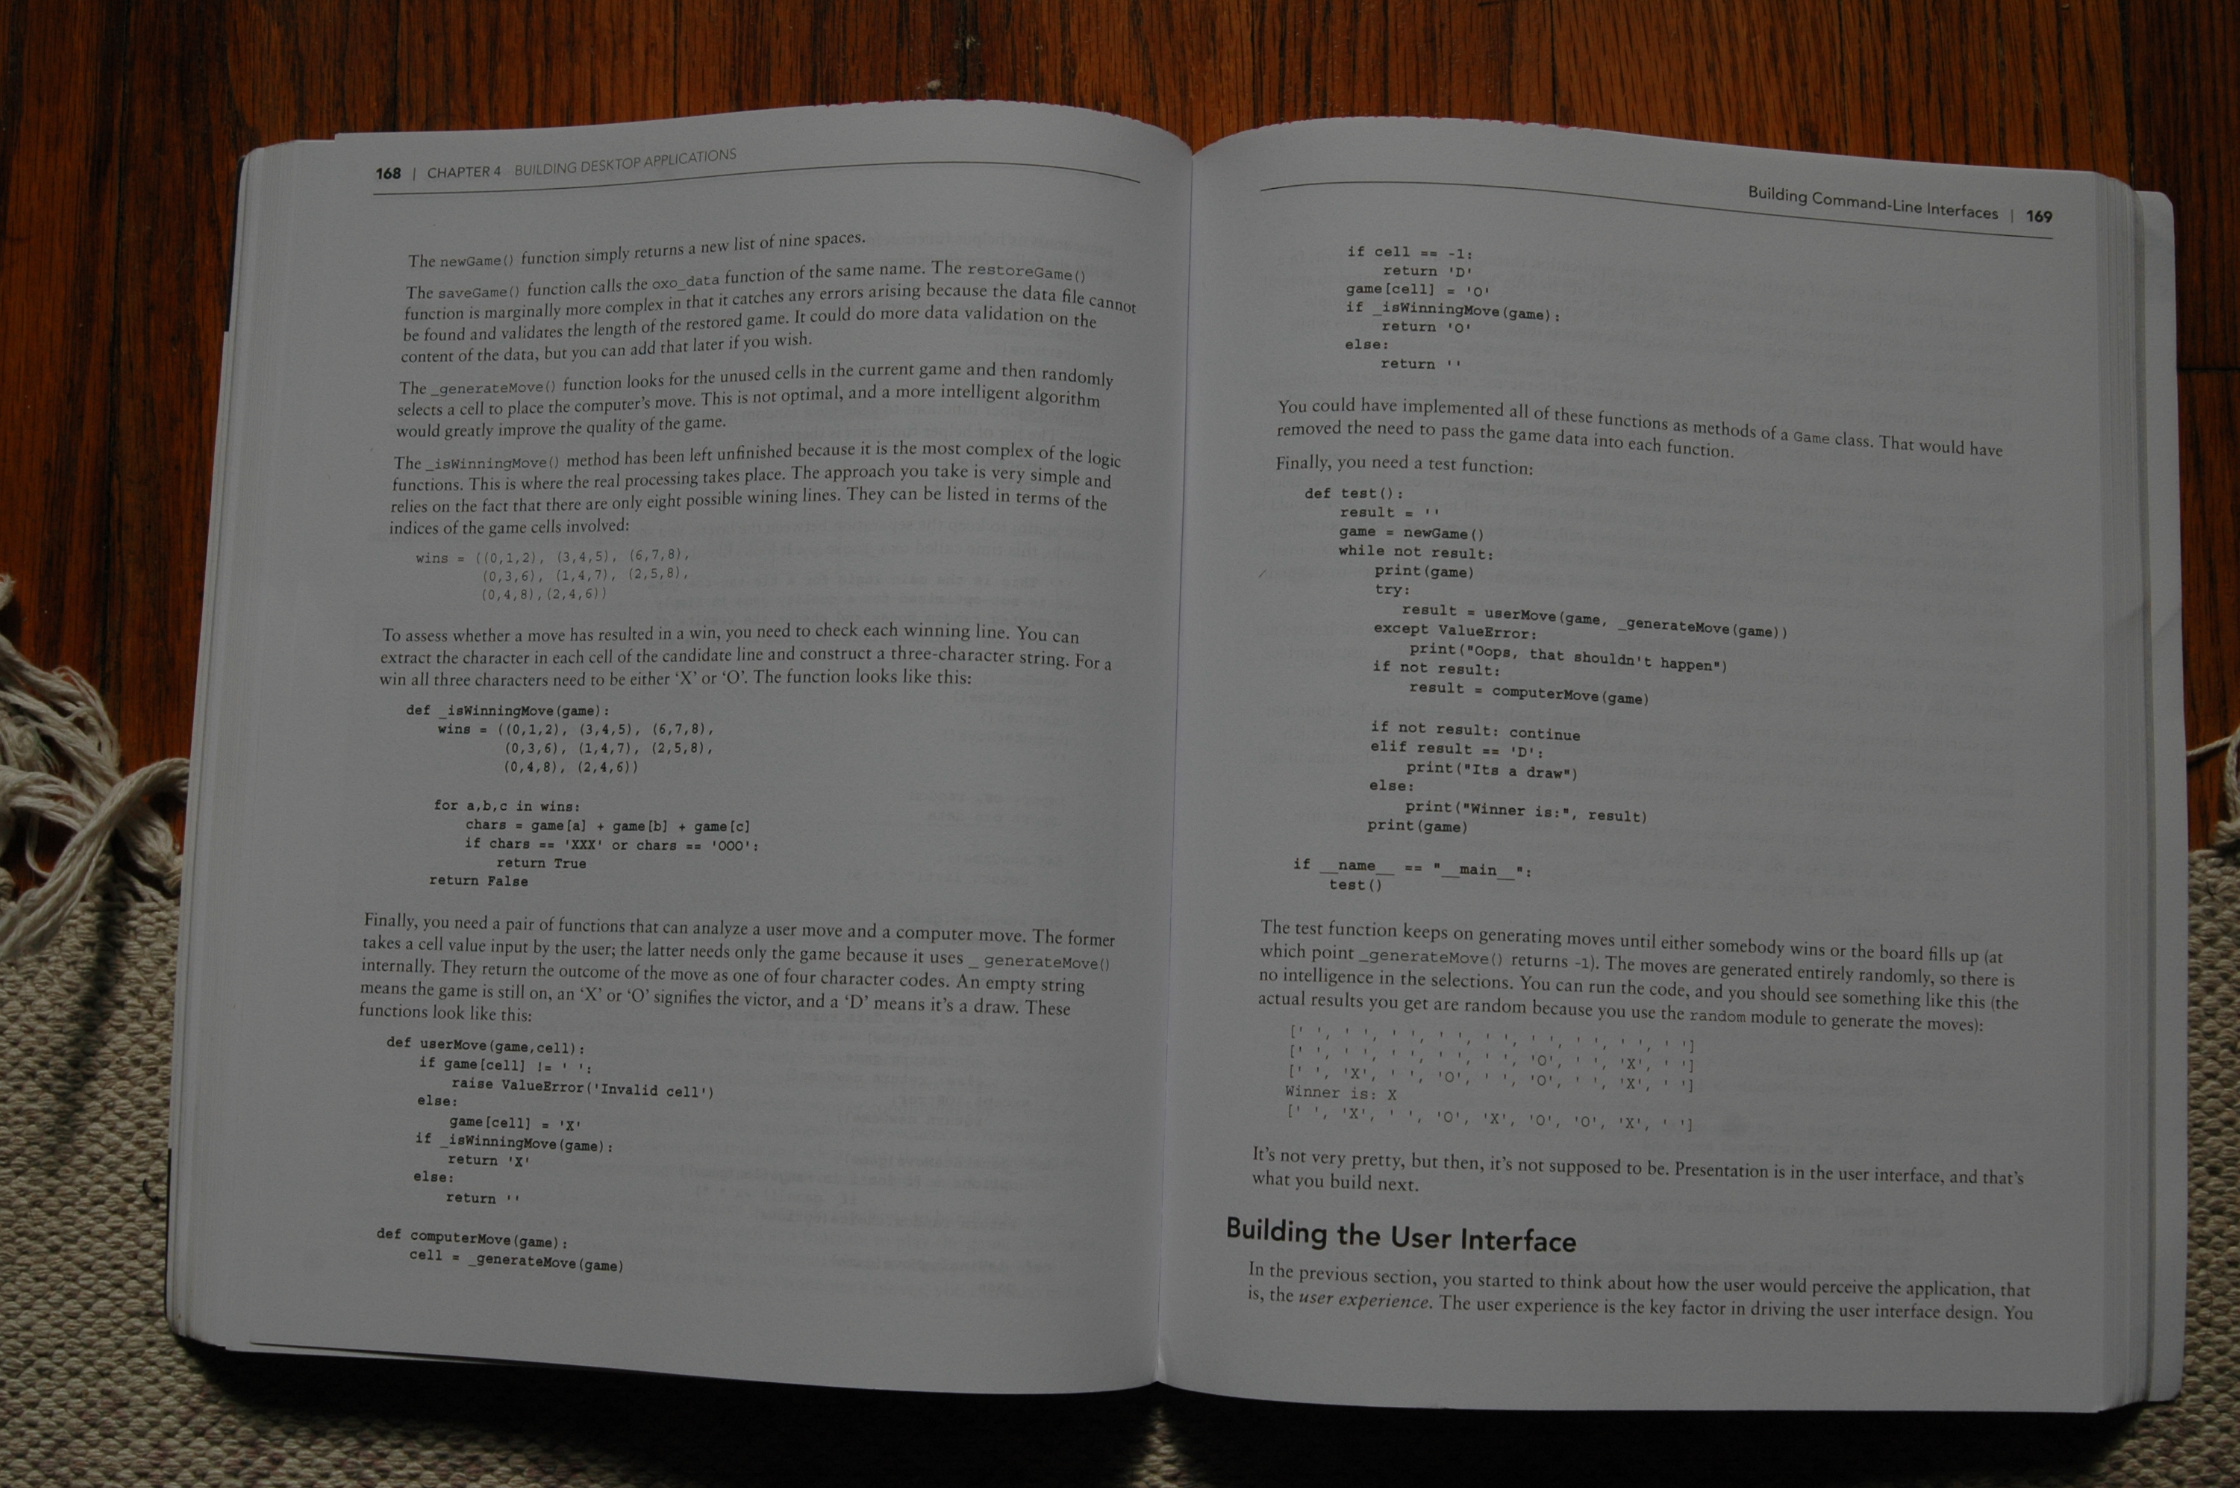 168 | CHAPTER 4 BUILDING DESKTOP APPLICATIONS
The newGame() function simply returns a new list of nine spaces.
The saveGame() function calls the oxo_data function of the same name. The restoreGame()
function is marginally more complex in that it catches any errors arising because the data file cannot
be found and validates the length of the restored game. It could do more data validation on the
content of the data, but you can add that later if you wish.
The _generateMove() function looks for the unused cells in the current game and then randomly
selects a cell to place the computer's move. This is not optimal, and a more intelligent algorithm
would greatly improve the quality of the game.
The _isWinningMove() method has been left unfinished because it is the most complex of the logic
functions. This is where the real processing takes place. The approach you take is very simple and
relies on the fact that there are only eight possible wining lines. They can be listed in terms of the
indices of the game cells involved:
wins = ((0,1,2), (3,4,5), (6,7,8),
(0,3,6), (1,4,7), (2,5,8),
(0,4,8),(2,4,6))
To assess whether a move has resulted in a win, you need to check each winning line. You can
extract the character in each cell of the candidate line and construct a three-character string. For a
win all three characters need to be either 'X' or 'O'. The function looks like this:
def _isWinningMove(game):
wins = ((0,1,2), (3,4,5), (6,7,8),
(0,3,6), (1,4,7), (2,5,8),
(0,4,8), (2,4,6))
for a,b,c in wins:
chars = game[a] + game[b] + game[c]
if chars == 'XXX' or chars == 'OOO':
return True
return False
Finally, you need a pair of functions that can analyze a user move and a computer move. The former
takes a cell value input by the user; the latter needs only the game because it uses _generateMove()
internally. They return the outcome of the move as one of four character codes. An empty string
means the game is still on, an 'X' or 'O' signifies the victor, and a 'D' means it's a draw. These
functions look like this:
def userMove(game,cell):
if game[cell] != ' ':
raise ValueError('Invalid cell')
else:
game[cell] = 'X'
if _isWinningMove(game):
return 'X'
else:
return ''
def computerMove(game):
cell = _generateMove(game)
Building Command-Line Interfaces | 169
if cell == -1:
return 'D'
game[cell] = 'O'
if _isWinningMove(game):
return 'O'
else:
return ''
You could have implemented all of these functions as methods of a Game class. That would have
removed the need to pass the game data into each function.
Finally, you need a test function:
def test():
result = ''
game = newGame()
while not result:
print(game)
try:
result = userMove(game, _generateMove(game))
except ValueError:
print("Oops, that shouldn't happen")
if not result:
result = computerMove(game)
if not result: continue
elif result == 'D':
print("Its a draw")
else:
print("Winner is:", result)
print(game)
if __name__ == "__main__":
test()
The test function keeps on generating moves until either somebody wins or the board fills up (at
which point _generateMove() returns -1). The moves are generated entirely randomly, so there is
no intelligence in the selections. You can run the code, and you should see something like this (the
actual results you get are random because you use the random module to generate the moves):
[' ', ' ', ' ', ' ', ' ', ' ', ' ', ' ', ' ']
[' ', ' ', ' ', ' ', ' ', 'O', ' ', 'X', ' ']
[' ', 'X', ' ', ' ', 'O', 'O', ' ', 'X', ' ']
Winner is: X
[' ', 'X', ' ', 'O', 'X', 'O', 'O', 'X', ' ']
It's not very pretty, but then, it's not supposed to be. Presentation is in the user interface, and that's
what you build next.
Building the User Interface
In the previous section, you started to think about how the user would perceive the application, that
is, the user experience. The user experience is the key factor in driving the user interface design. You